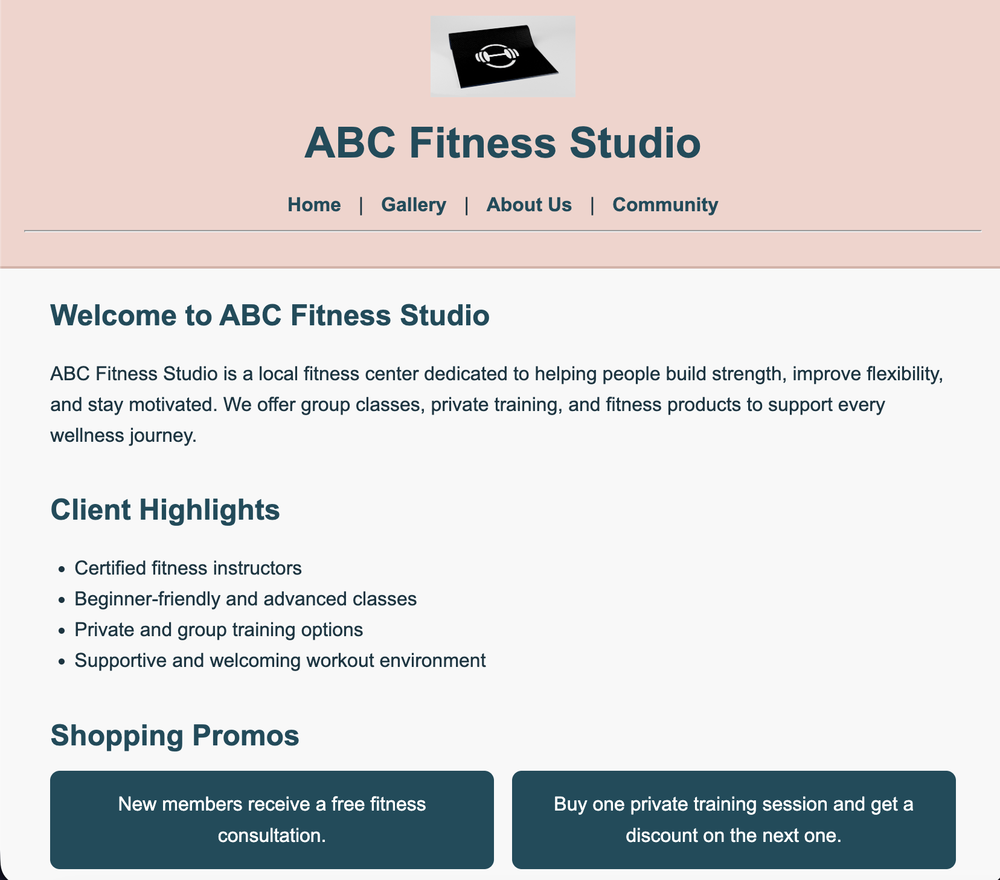 ABC Fitness Studio
Home | Gallery | About Us | Community
Welcome to ABC Fitness Studio
ABC Fitness Studio is a local fitness center dedicated to helping people build strength, improve flexibility,
and stay motivated. We offer group classes, private training, and fitness products to support every
wellness journey.
Client Highlights
• Certified fitness instructors
• Beginner-friendly and advanced classes
• Private and group training options
• Supportive and welcoming workout environment
Shopping Promos
New members receive a free fitness
consultation.
Buy one private training session and get a
discount on the next one.